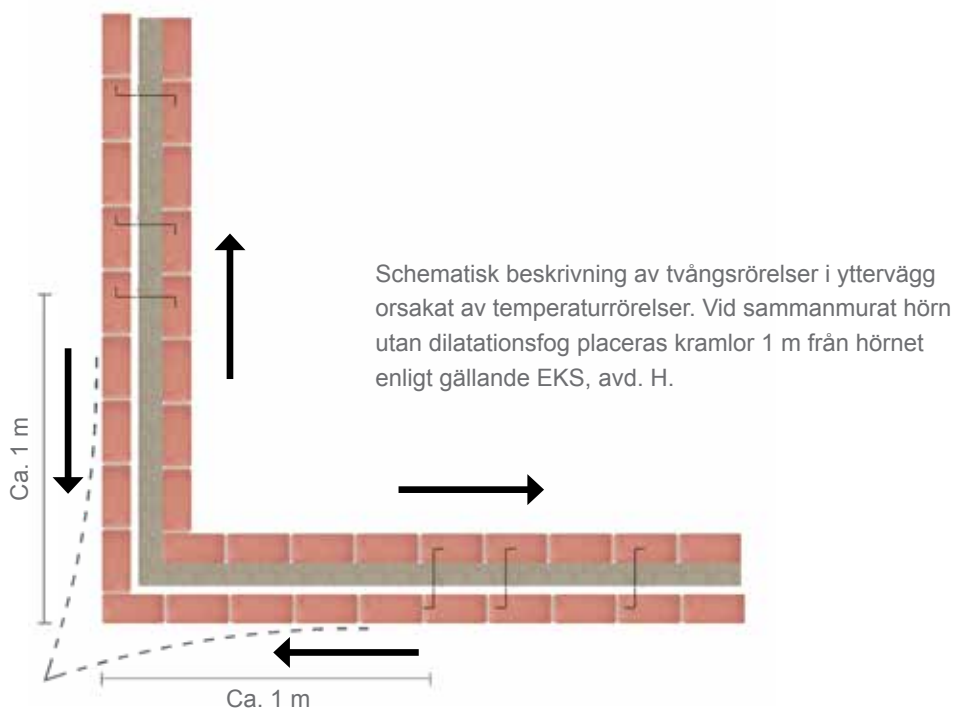 Schematisk beskrivning av tvångsrörelser i yttervägg
orsakat av temperaturrörelser. Vid sammanmurat hörn
utan dilatationsfog placeras kramlor 1 m från hörnet
enligt gällande EKS, avd. H.
Ca. 1 m
Ca. 1 m